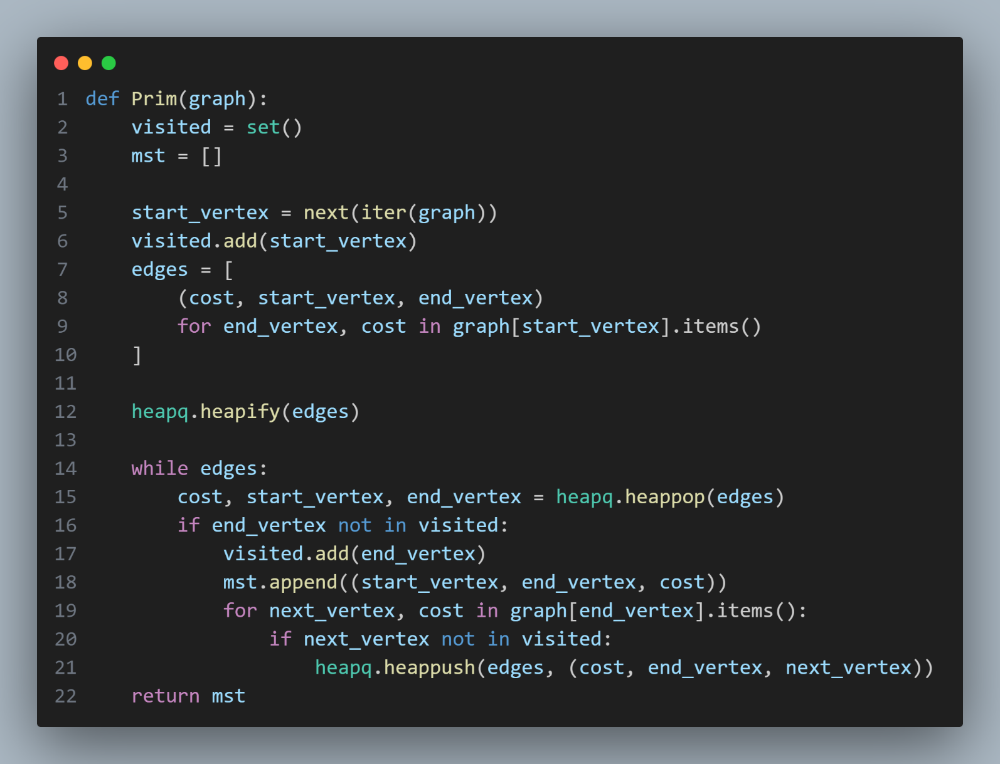 1 def Prim(graph):
2     visited = set()
3     mst = []
4
5     start_vertex = next(iter(graph))
6     visited.add(start_vertex)
7     edges = [
8         (cost, start_vertex, end_vertex)
9         for end_vertex, cost in graph[start_vertex].items()
10     ]
11
12     heapq.heapify(edges)
13
14     while edges:
15         cost, start_vertex, end_vertex = heapq.heappop(edges)
16         if end_vertex not in visited:
17             visited.add(end_vertex)
18             mst.append((start_vertex, end_vertex, cost))
19             for next_vertex, cost in graph[end_vertex].items():
20                 if next_vertex not in visited:
21                     heapq.heappush(edges, (cost, end_vertex, next_vertex))
22     return mst